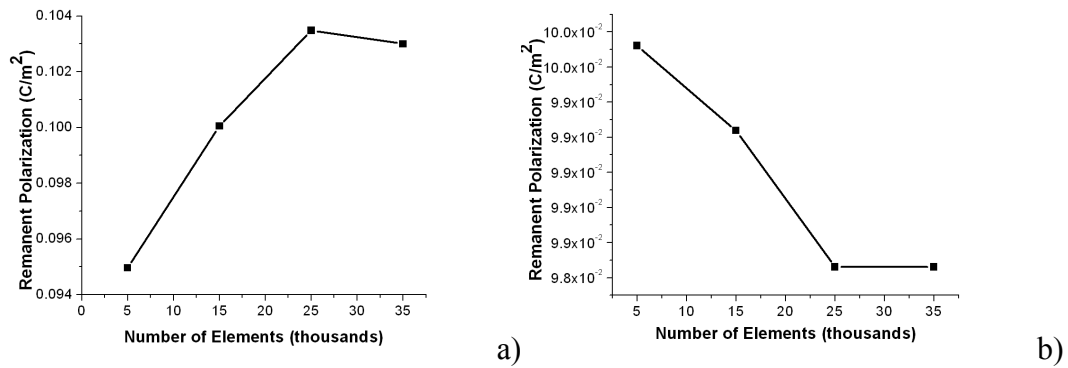 0.104
0.102
0.100
0.098
0.096
0.094
Remanent Polarization (C/m²)
0 5 10 15 20 25 30 35
Number of Elements (thousands)
a)
10.0x10⁻²
10.0x10⁻²
9.9x10⁻²
9.9x10⁻²
9.9x10⁻²
9.9x10⁻²
9.9x10⁻²
9.8x10⁻²
Remanent Polarization (C/m²)
5 10 15 20 25 30 35
Number of Elements (thousands)
b)